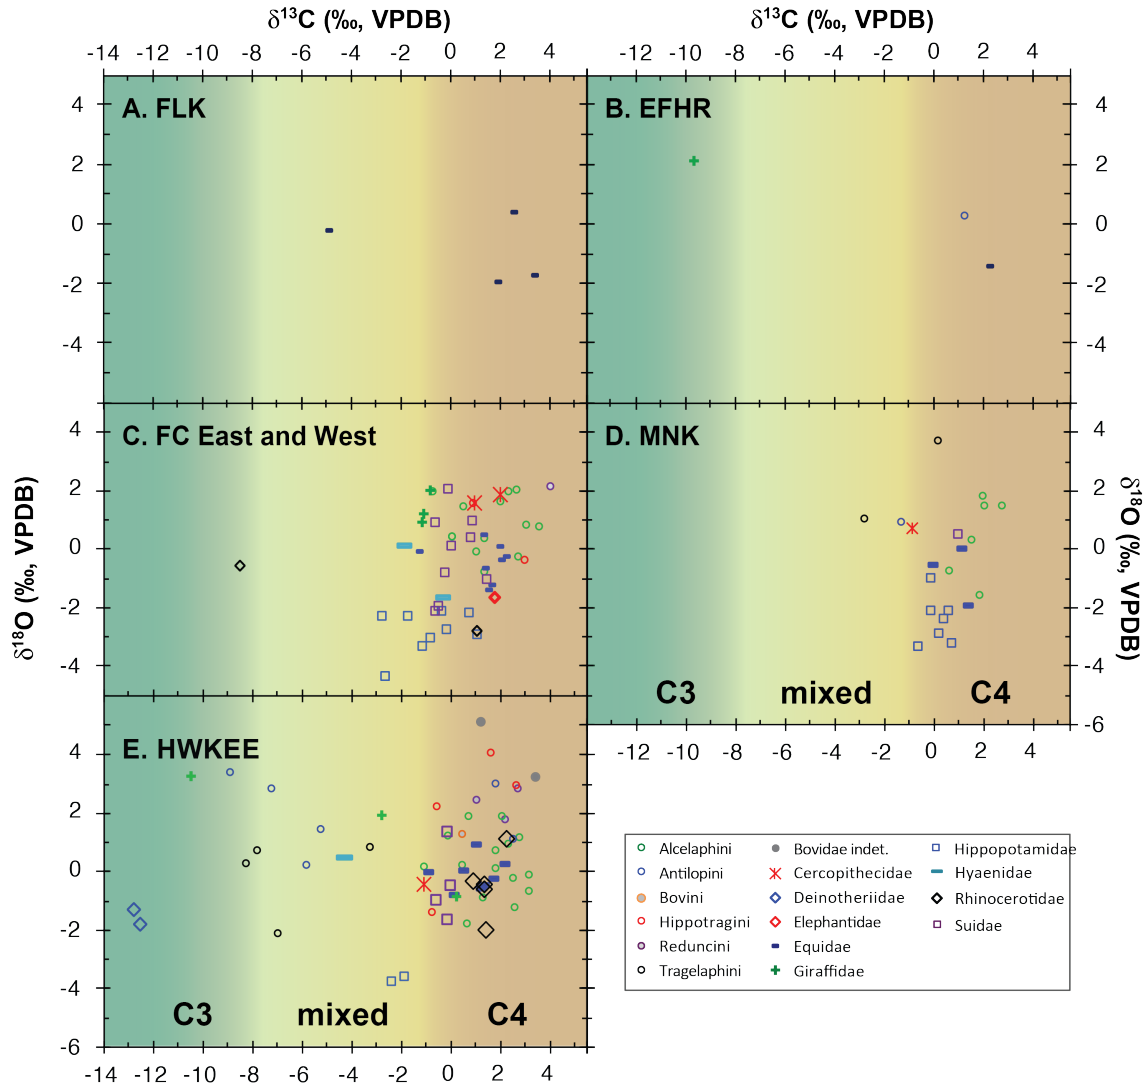 δ¹³C (‰, VPDB)
δ¹³C (‰, VPDB)
-14 -12 -10 -8 -6 -4 -2 0 2 4
-12 -10 -8 -6 -4 -2 0 2 4
A. FLK
B. EFHR
4
2
0
-2
-4
4
2
0
-2
-4
C. FC East and West
D. MNK
4
2
0
-2
-4
4
2
0
-2
-4
-6
δ¹⁸O (‰, VPDB)
δ¹⁸O (‰, VPDB)
C3 mixed C4
-12 -10 -8 -6 -4 -2 0 2 4
E. HWKEE
4
2
0
-2
-4
-6
C3 mixed C4
-14 -12 -10 -8 -6 -4 -2 0 2 4
Alcelaphini
Antilopini
Bovini
Hippotragini
Reduncini
Tragelaphini
Bovidae indet.
Cercopithecidae
Deinotheriidae
Elephantidae
Equidae
Giraffidae
Hippopotamidae
Hyaenidae
Rhinocerotidae
Suidae